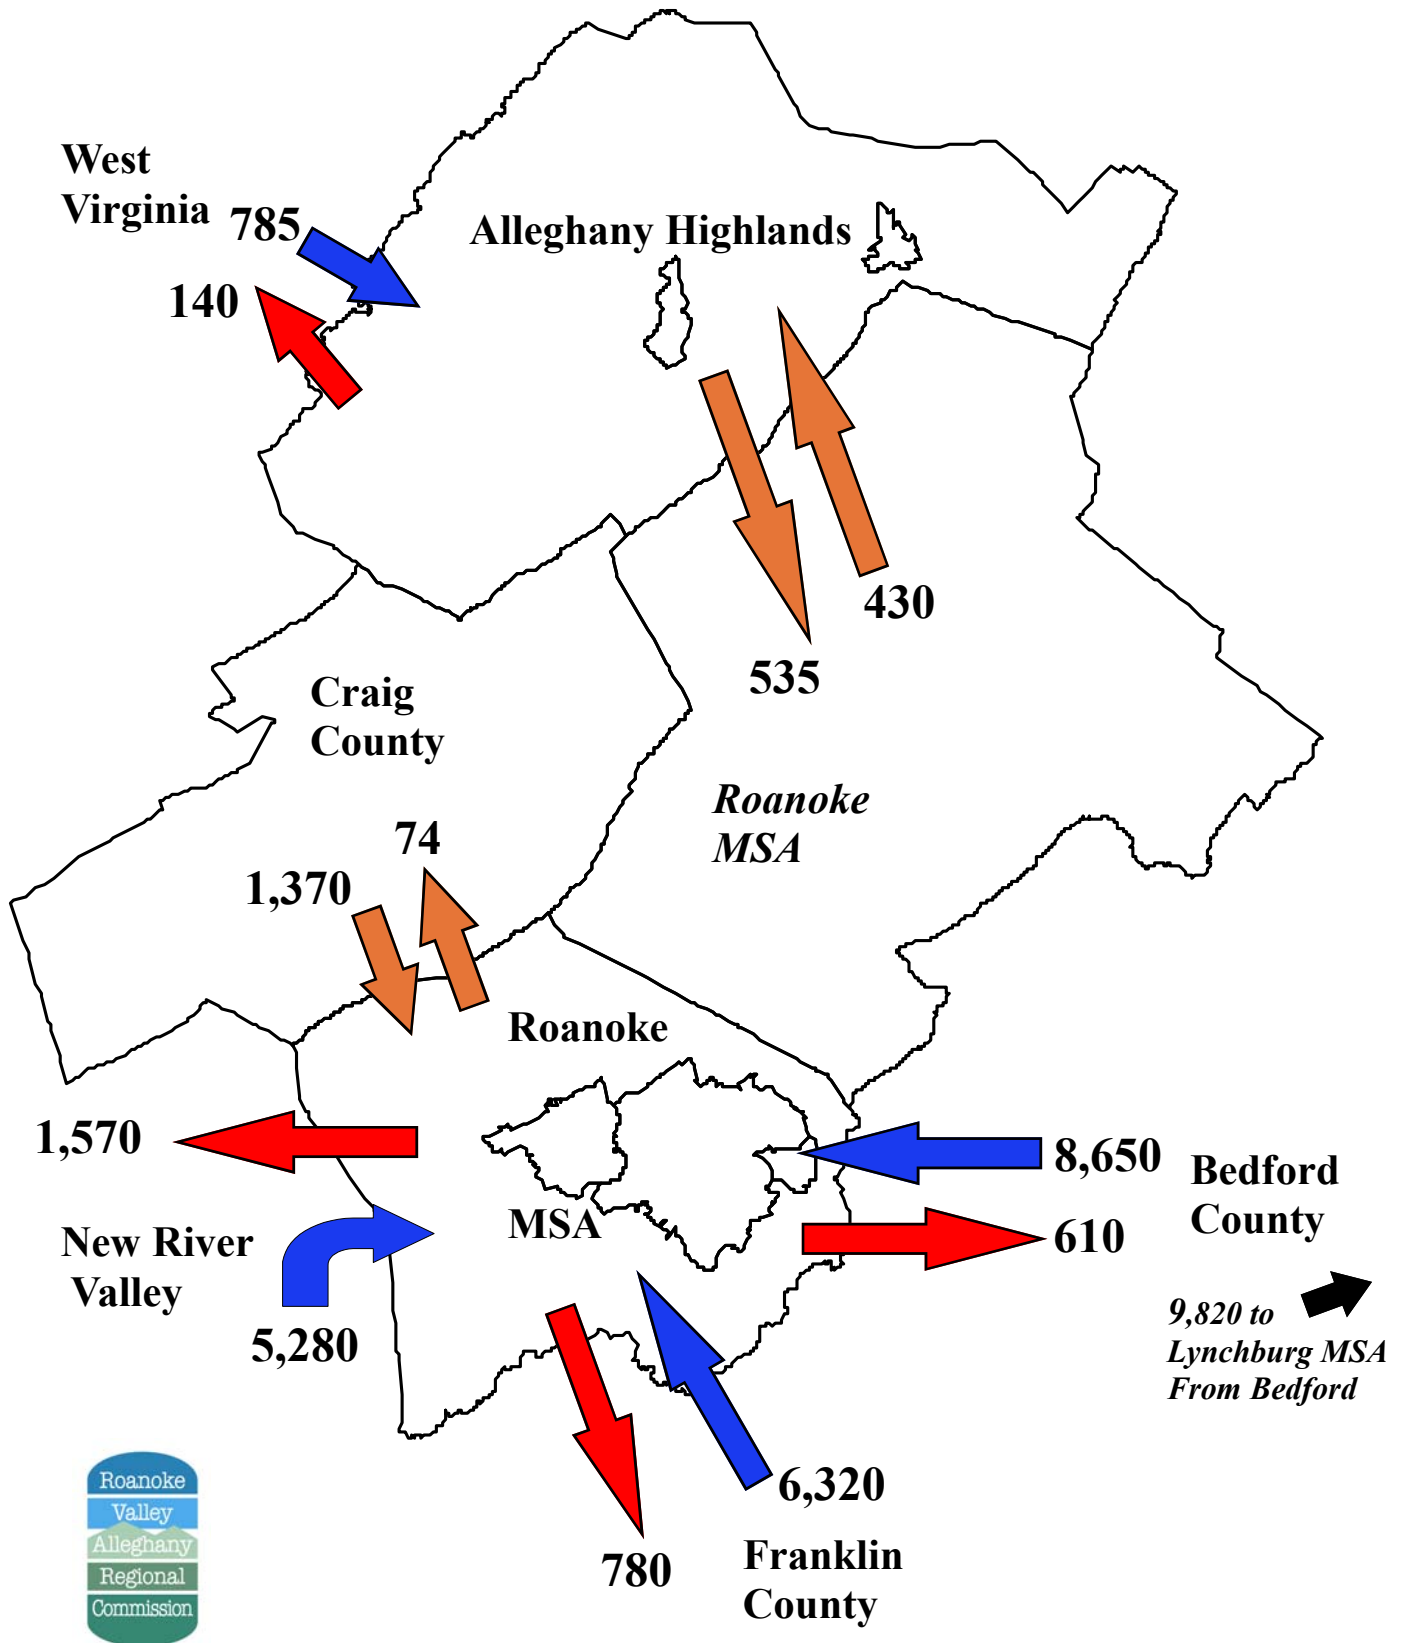 West
Virginia
785
140
Alleghany Highlands
430
535
Craig
County
Roanoke
MSA
74
1,370
Roanoke
MSA
1,570
New River
Valley
5,280
8,650
610
Bedford
County
9,820 to
Lynchburg MSA
From Bedford
6,320
780
Franklin
County
Roanoke
Valley
Alleghany
Regional
Commission